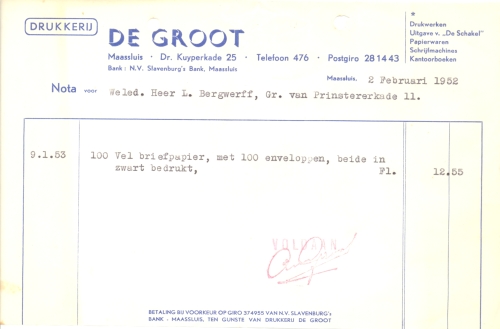 DRUKKERIJ
DE GROOT
Maassluis · Dr. Kuyperkade 25 · Telefoon 476 · Postgiro 281443
Bank: N.V. Slavenburg's Bank, Maassluis
*
Drukwerken
Uitgave v. „De Schakel"
Papierwaren
Schrijfmachines
Kantoorboeken
Maassluis, 2 Februari 1952
Nota voor Weled. Heer L. Bergwerff, Gr. van Prinstererkade 11.
9.1.53 100 Vel briefpapier, met 100 enveloppen, beide in
zwart bedrukt, Fl. 12.55
VOLDAAN
BETALING BIJ VOORKEUR OP GIRO 374955 VAN N.V. SLAVENBURG's
BANK - MAASSLUIS, TEN GUNSTE VAN DRUKKERIJ DE GROOT